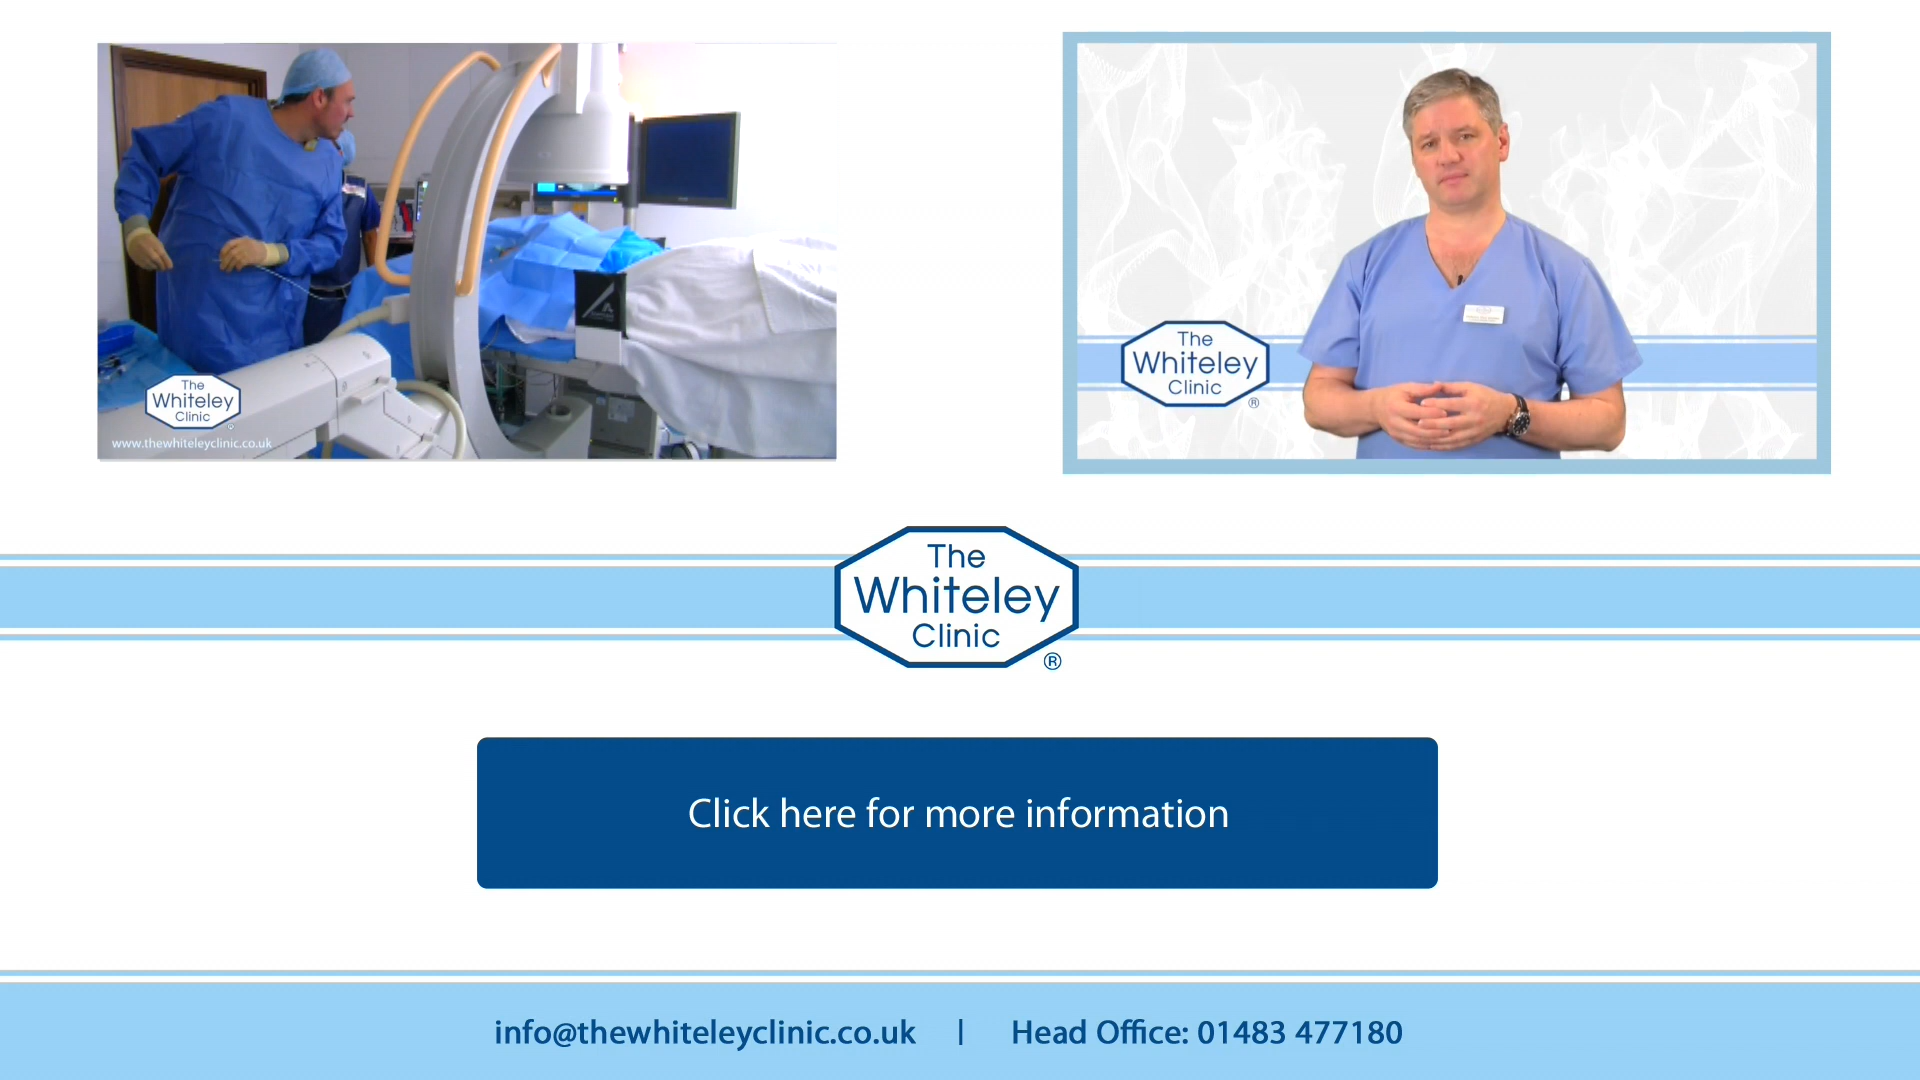 The
Whiteley
Clinic
®
www.thewhiteleyclinic.co.uk
The
Whiteley
Clinic
®
The
Whiteley
Clinic
®
Click here for more information
info@thewhiteleyclinic.co.uk | Head Office: 01483 477180